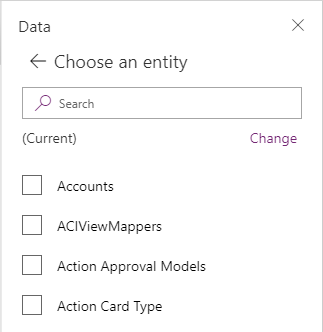 Data
Choose an entity
Search
(Current) Change
Accounts
ACIViewMappers
Action Approval Models
Action Card Type